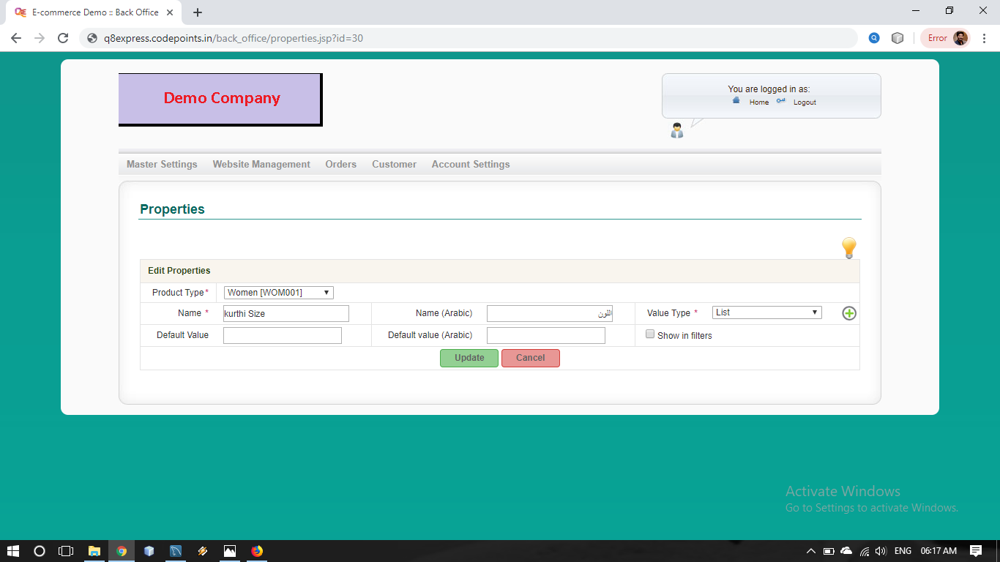 E-commerce Demo :: Back Office
q8express.codepoints.in/back_office/properties.jsp?id=30
Error
Demo Company
You are logged in as:
Home Logout
Master Settings Website Management Orders Customer Account Settings
Properties
Edit Properties
Product Type* Women [WOM001]
Name * kurthi Size Name (Arabic) اللون Value Type * List
Default Value Default value (Arabic) Show in filters
Update Cancel
Activate Windows
Go to Settings to activate Windows.
ENG 06:17 AM